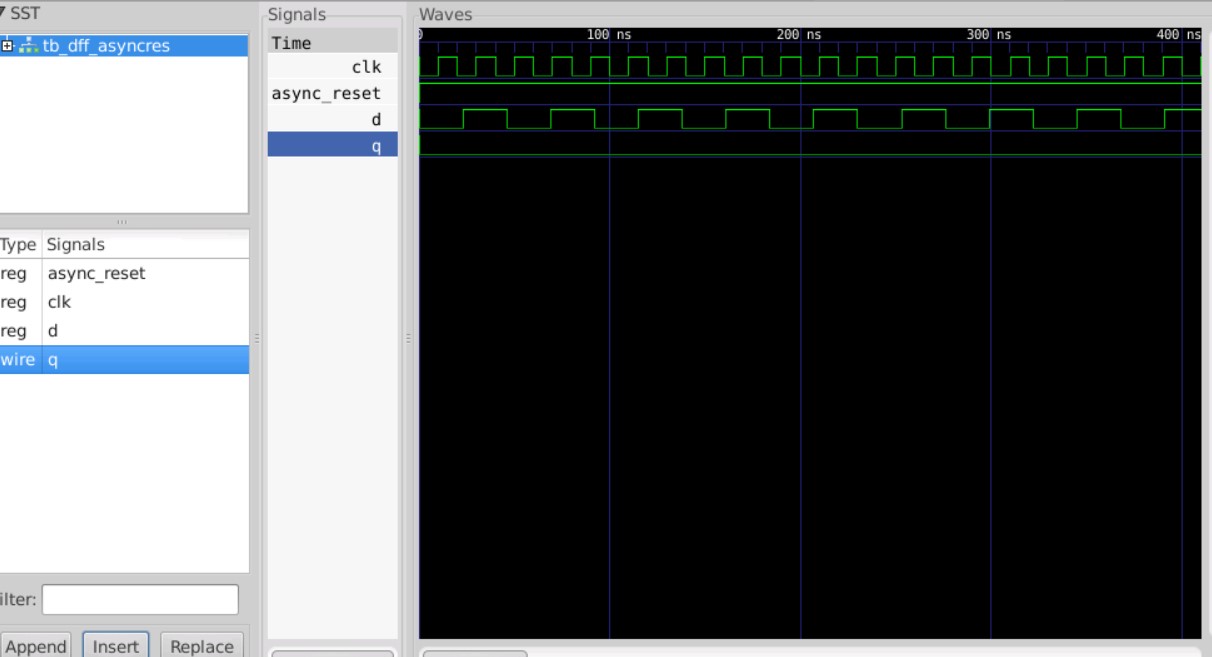 SST
tb_dff_asyncres
Type Signals
reg async_reset
reg clk
reg d
wire q
ilter:
Append Insert Replace
Signals
Time
clk
async_reset
d
q
Waves
0 100 ns 200 ns 300 ns 400 ns